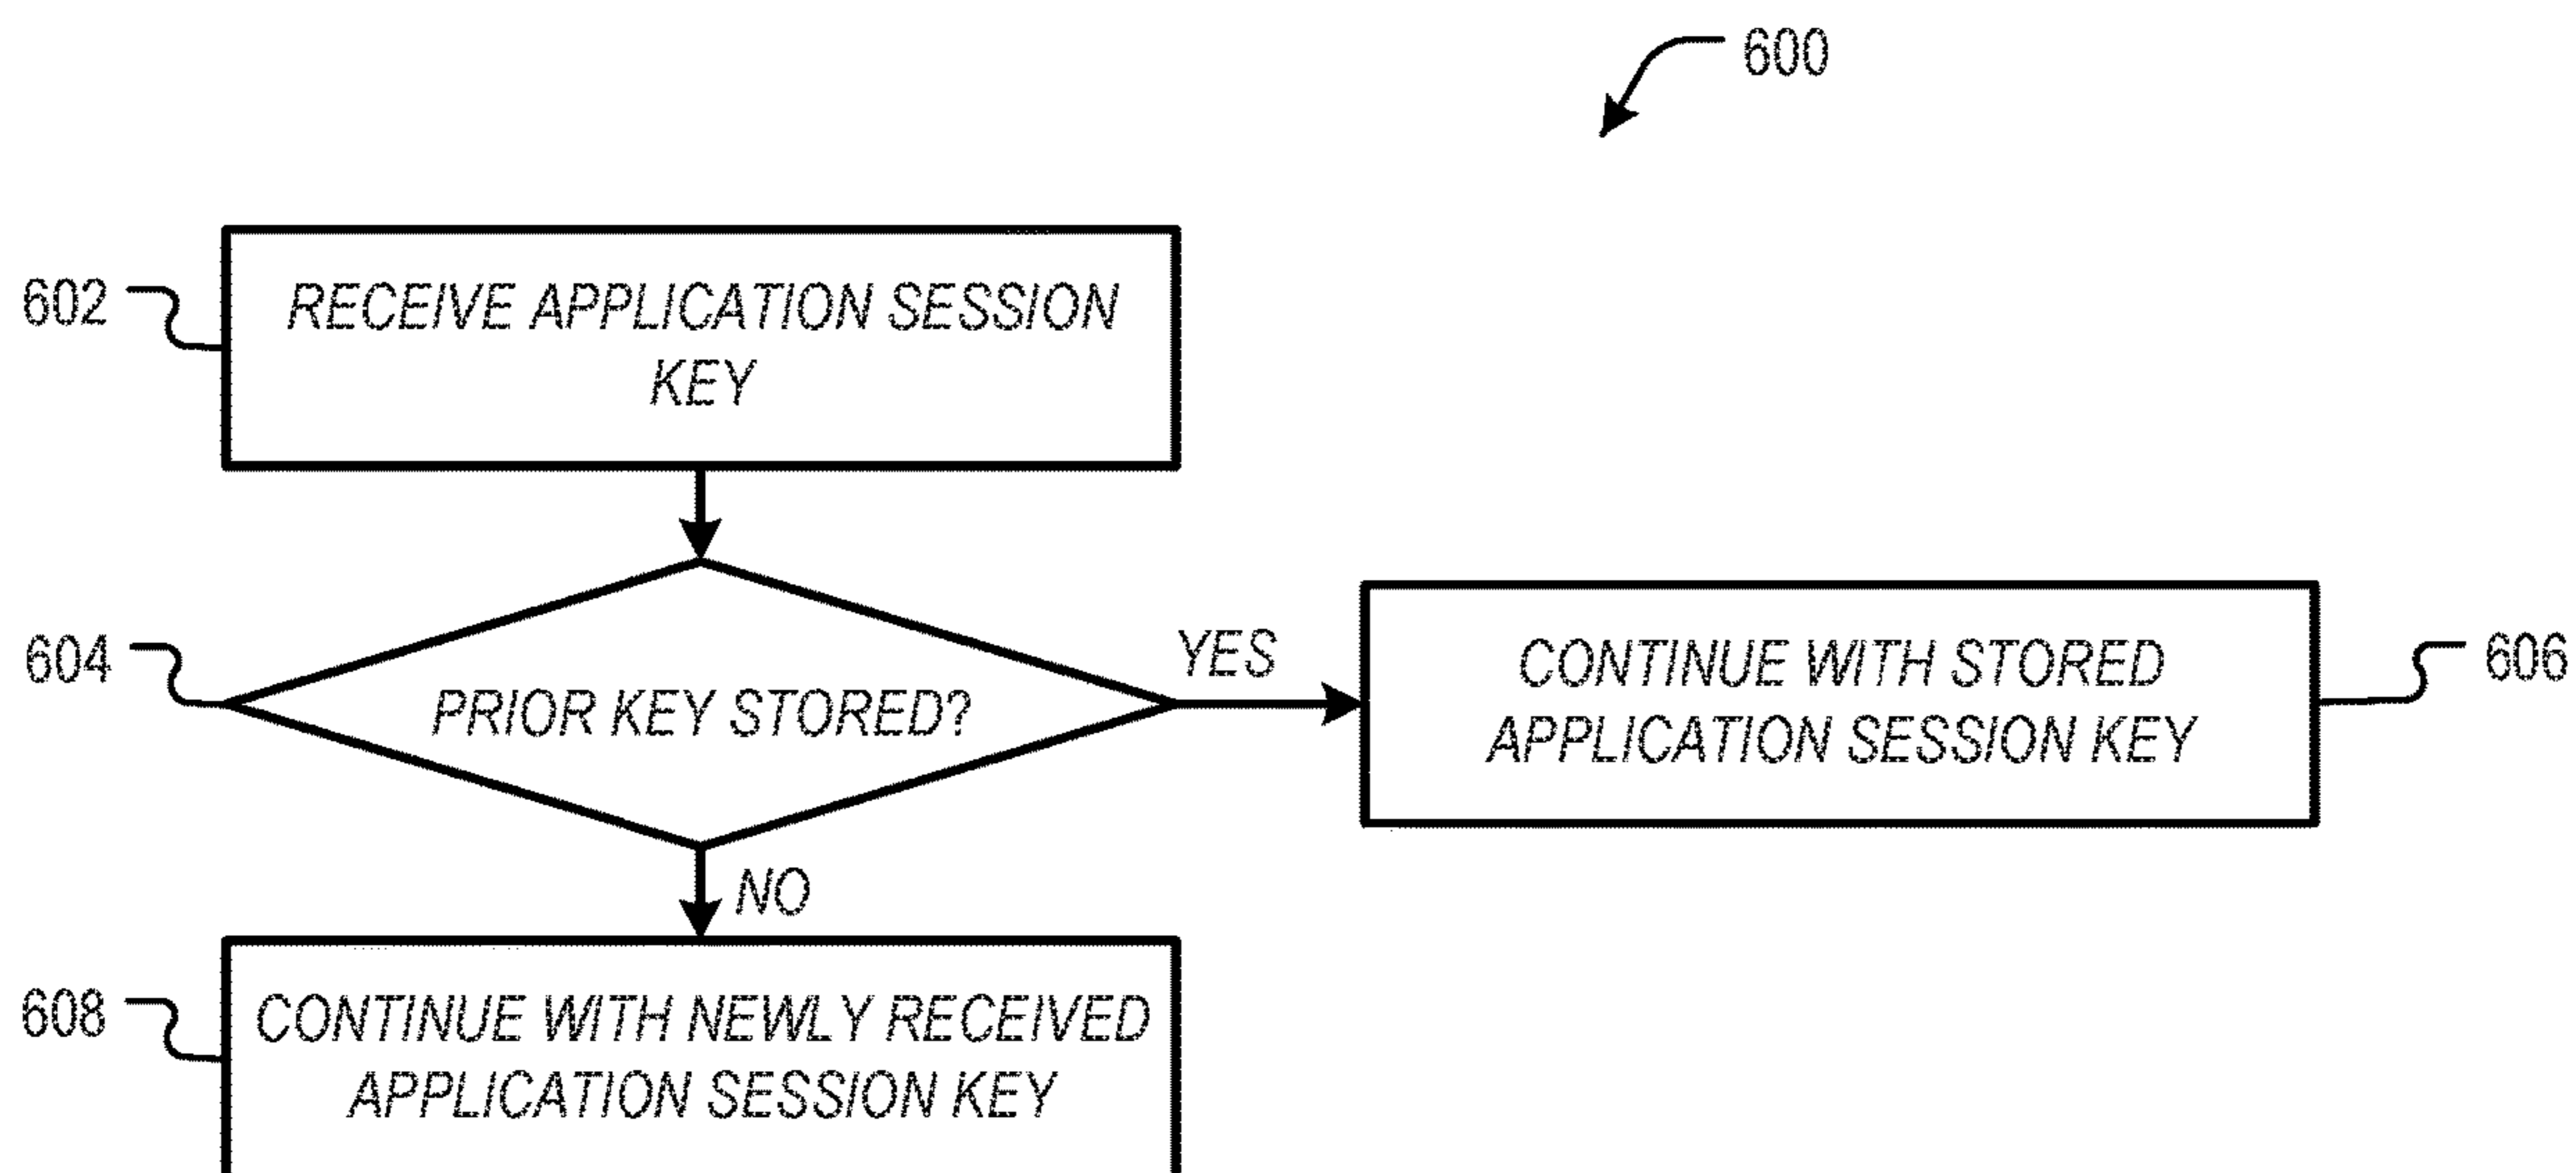 600
602
RECEIVE APPLICATION SESSION
KEY
604
PRIOR KEY STORED?
YES
CONTINUE WITH STORED
APPLICATION SESSION KEY
606
NO
608
CONTINUE WITH NEWLY RECEIVED
APPLICATION SESSION KEY